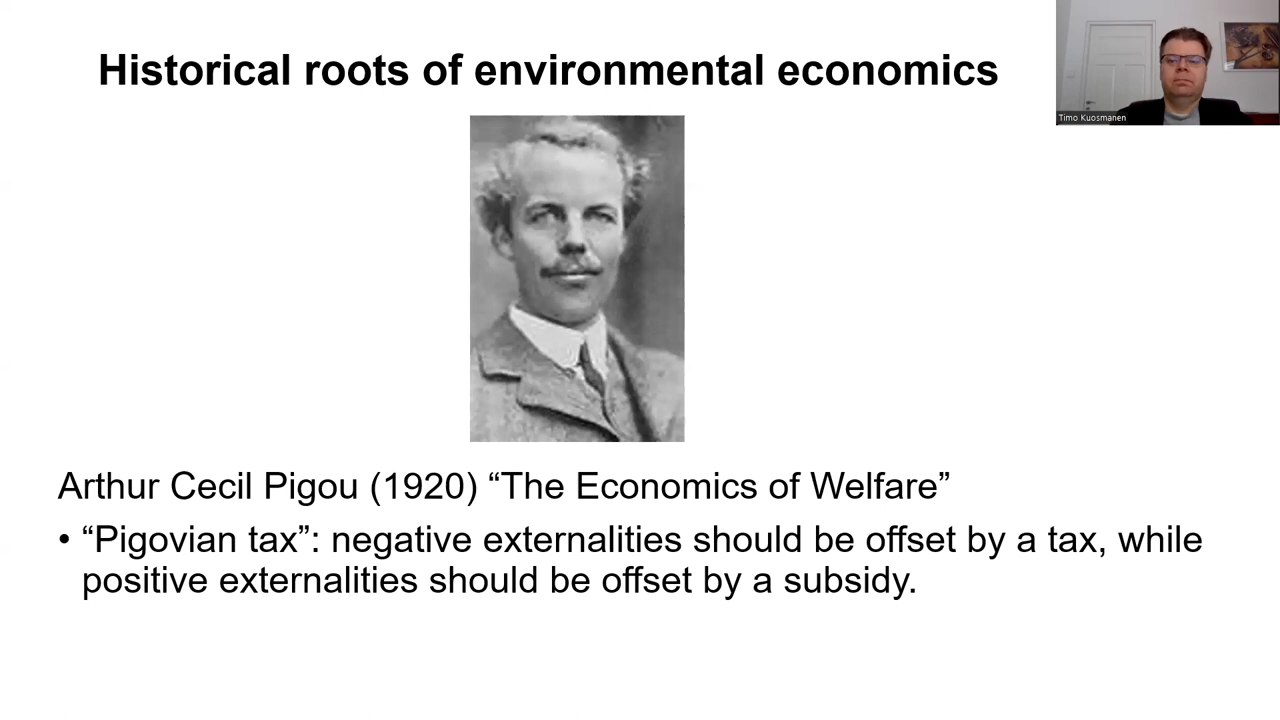 Historical roots of environmental economics
Timo Kuosmanen
Arthur Cecil Pigou (1920) “The Economics of Welfare”
• “Pigovian tax”: negative externalities should be offset by a tax, while
positive externalities should be offset by a subsidy.